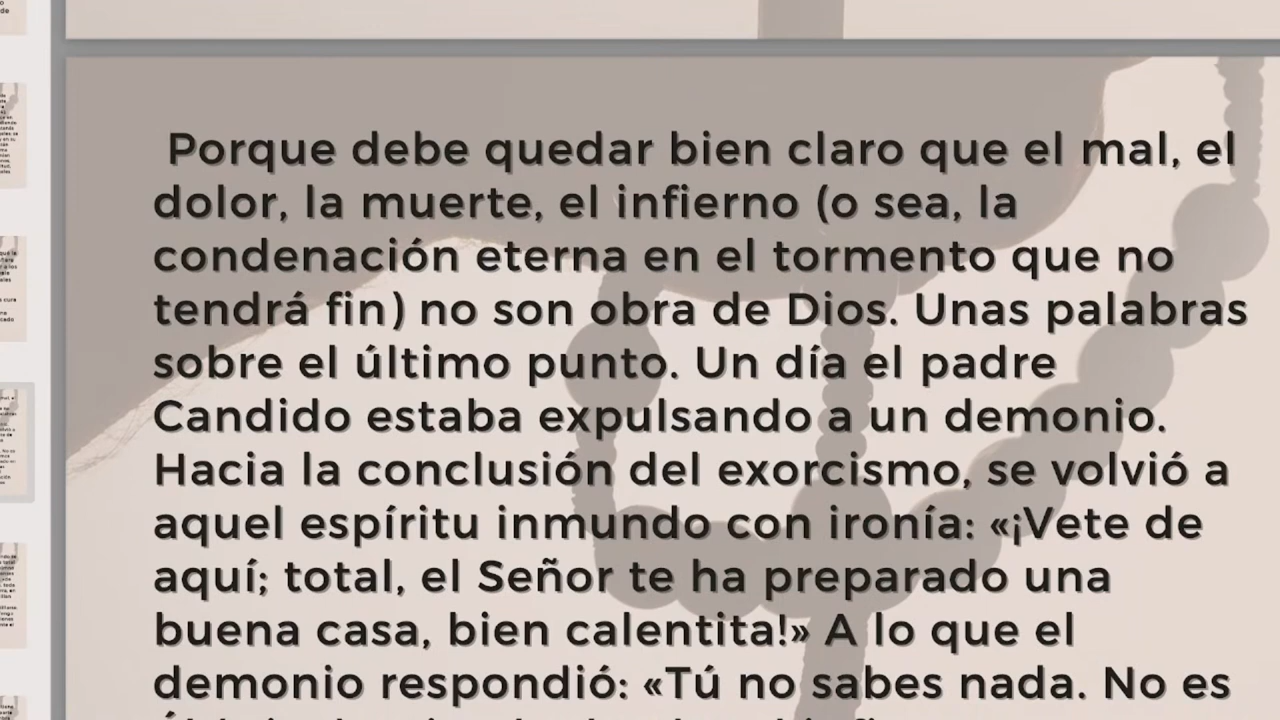 Porque debe quedar bien claro que el mal, el
dolor, la muerte, el infierno (o sea, la
condenación eterna en el tormento que no
tendrá fin) no son obra de Dios. Unas palabras
sobre el último punto. Un día el padre
Candido estaba expulsando a un demonio.
Hacia la conclusión del exorcismo, se volvió a
aquel espíritu inmundo con ironía: «¡Vete de
aquí; total, el Señor te ha preparado una
buena casa, bien calentita!» A lo que el
demonio respondió: «Tú no sabes nada. No es